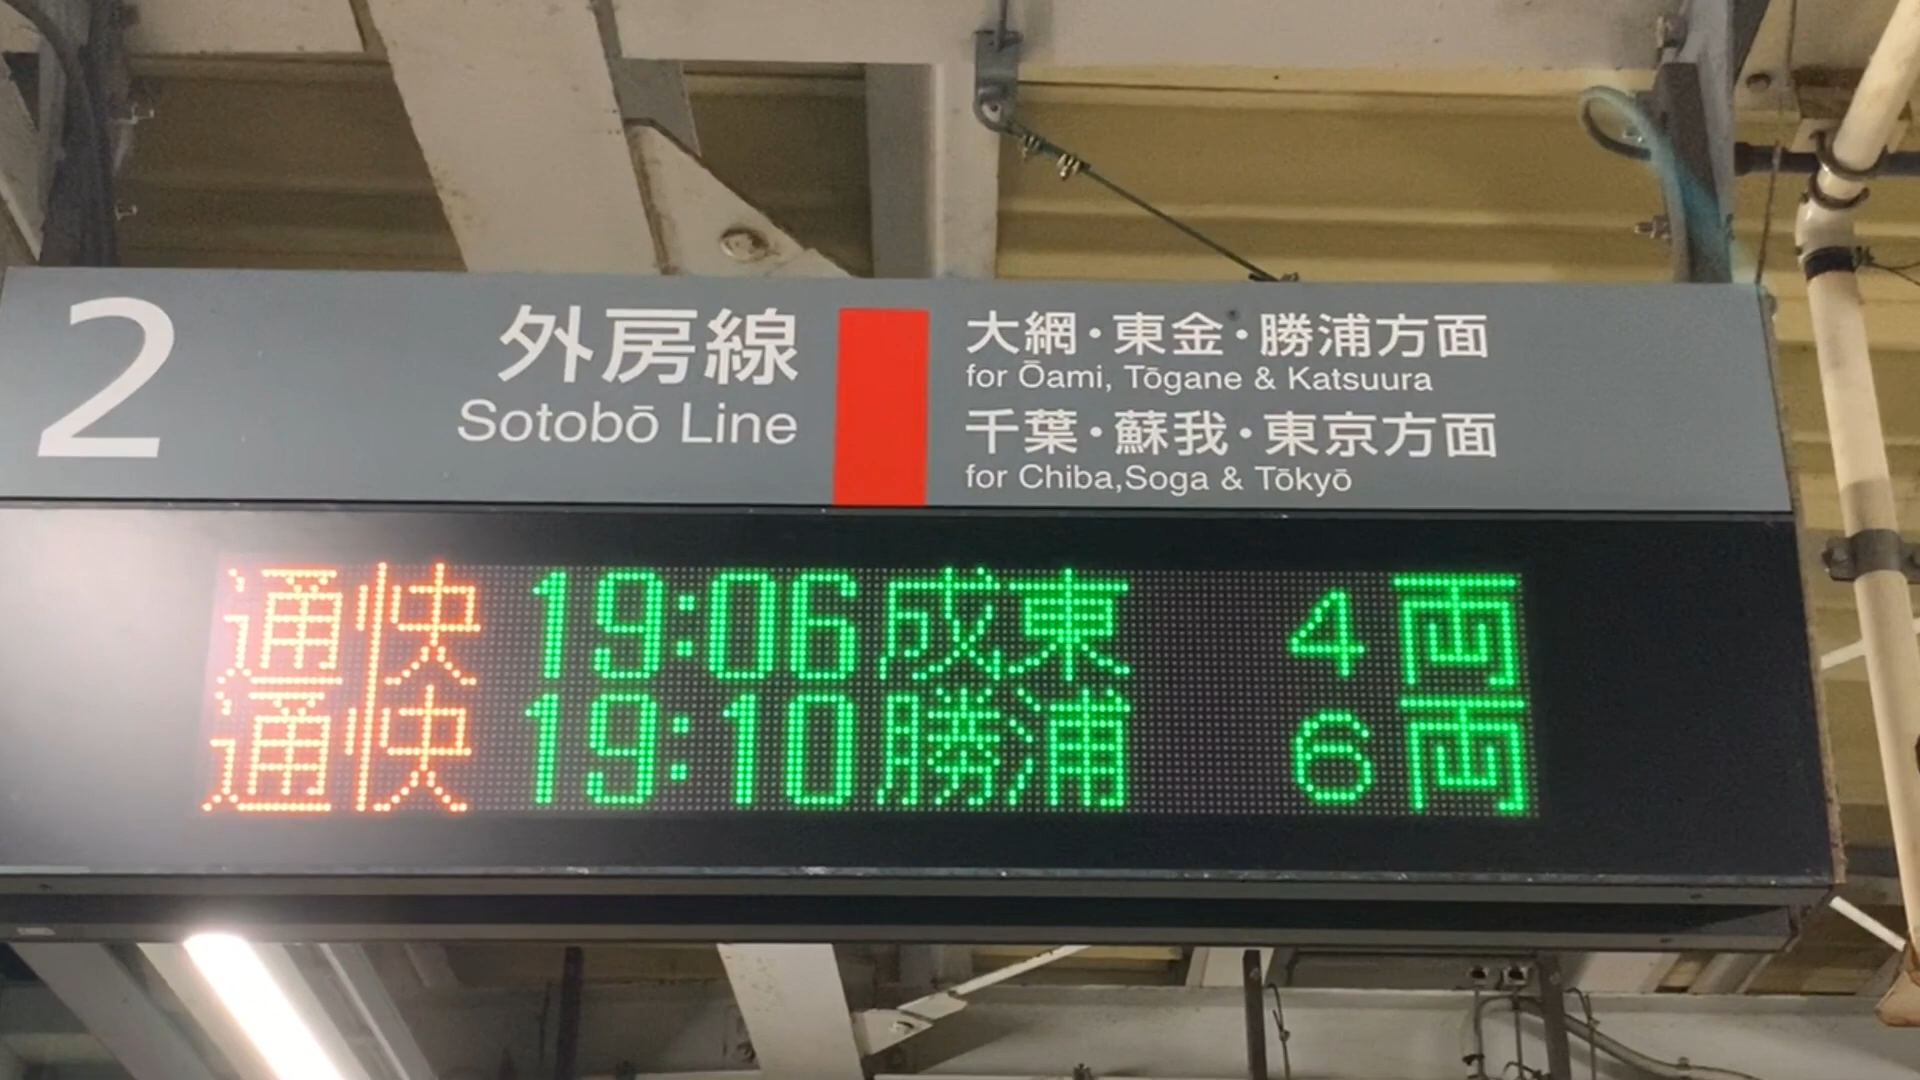 2
外房線
Sotobō Line
大網・東金・勝浦方面
for Ōami, Tōgane & Katsuura
千葉・蘇我・東京方面
for Chiba,Soga & Tōkyō
通快 19:06 成東 4両
通快 19:10 勝浦 6両